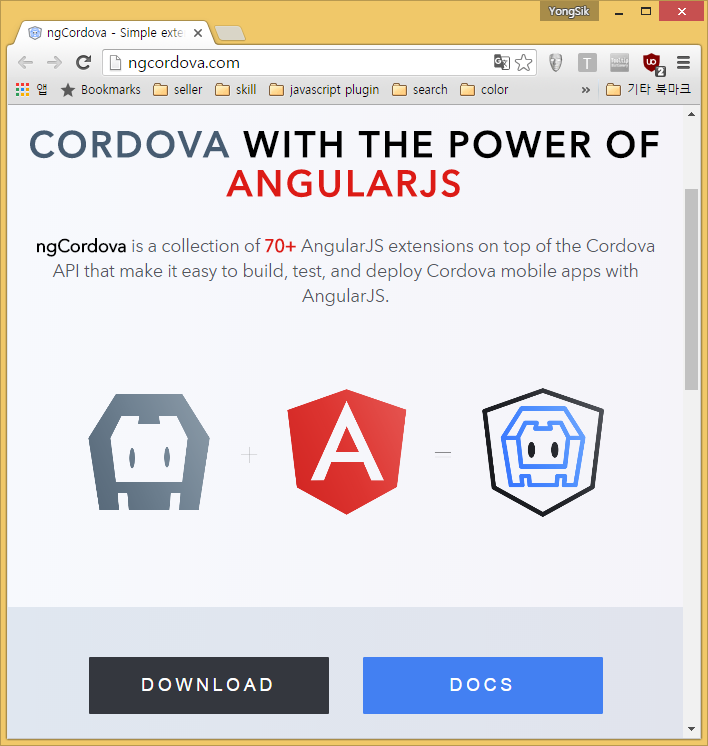 YongSik
ngCordova - Simple exte
ngcordova.com
앱 Bookmarks seller skill javascript plugin search color » 기타 북마크
CORDOVA WITH THE POWER OF
ANGULARJS
ngCordova is a collection of 70+ AngularJS extensions on top of the Cordova
API that make it easy to build, test, and deploy Cordova mobile apps with
AngularJS.
A
+
DOWNLOAD DOCS